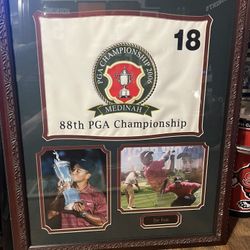 18
PGA CHAMPIONSHIP 2006
MEDINAH
88th PGA Championship